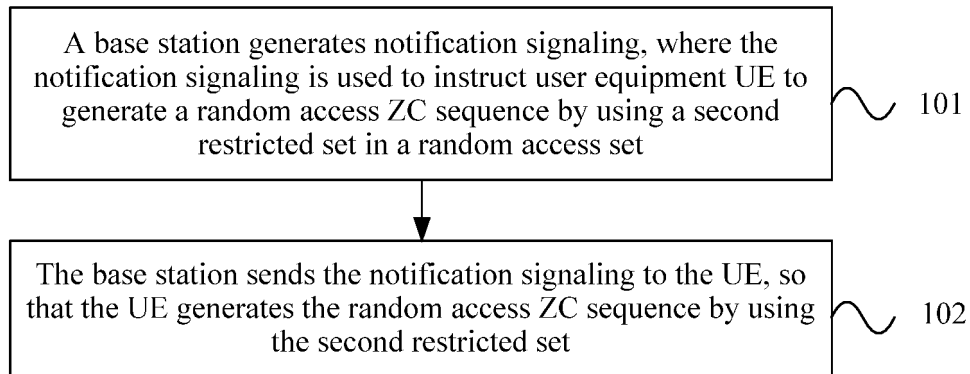 A base station generates notification signaling, where the
notification signaling is used to instruct user equipment UE to
generate a random access ZC sequence by using a second
restricted set in a random access set
101
The base station sends the notification signaling to the UE, so
that the UE generates the random access ZC sequence by using
the second restricted set
102